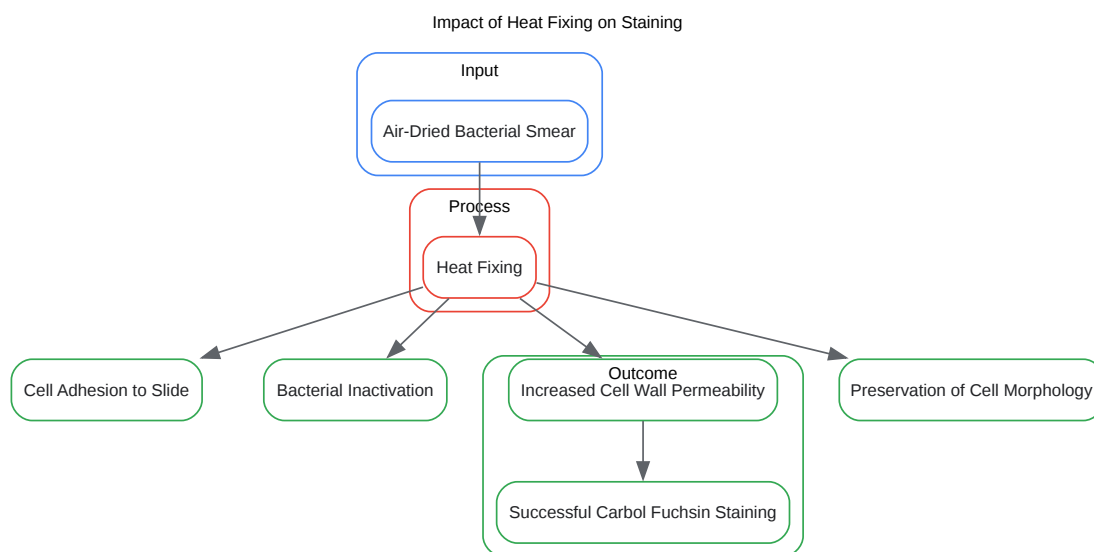 Impact of Heat Fixing on Staining
Input
Air-Dried Bacterial Smear
Process
Heat Fixing
Cell Adhesion to Slide
Bacterial Inactivation
Outcome
Increased Cell Wall Permeability
Preservation of Cell Morphology
Successful Carbol Fuchsin Staining